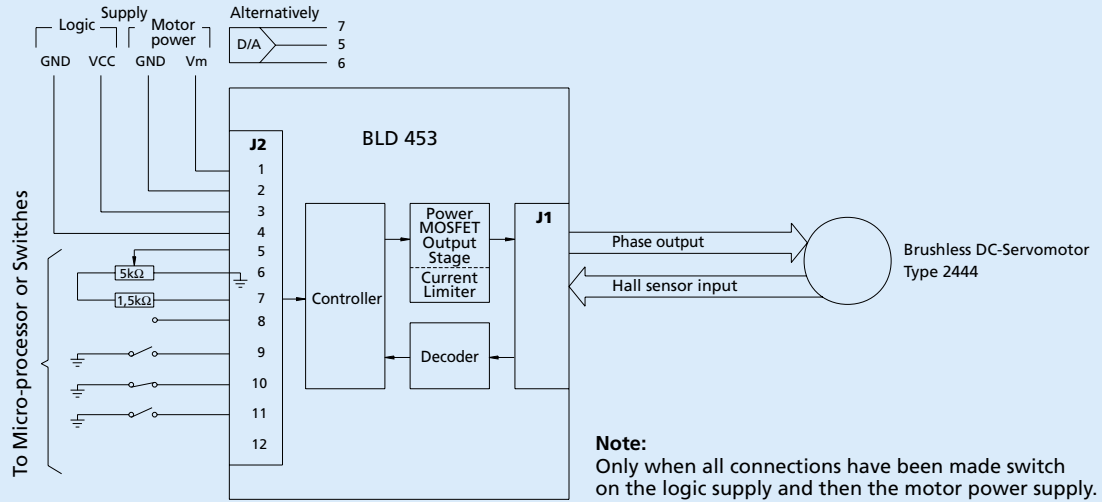 Supply
Logic
Motor
power
GND VCC GND Vm
Alternatively
D/A
7
5
6
BLD 453
J2
1
2
3
4
5
6
7
8
9
10
11
12
5kΩ
1,5kΩ
To Micro-processor or Switches
Controller
Power
MOSFET
Output
Stage
Current
Limiter
Decoder
J1
Phase output
Hall sensor input
Brushless DC-Servomotor
Type 2444
Note:
Only when all connections have been made switch
on the logic supply and then the motor power supply.